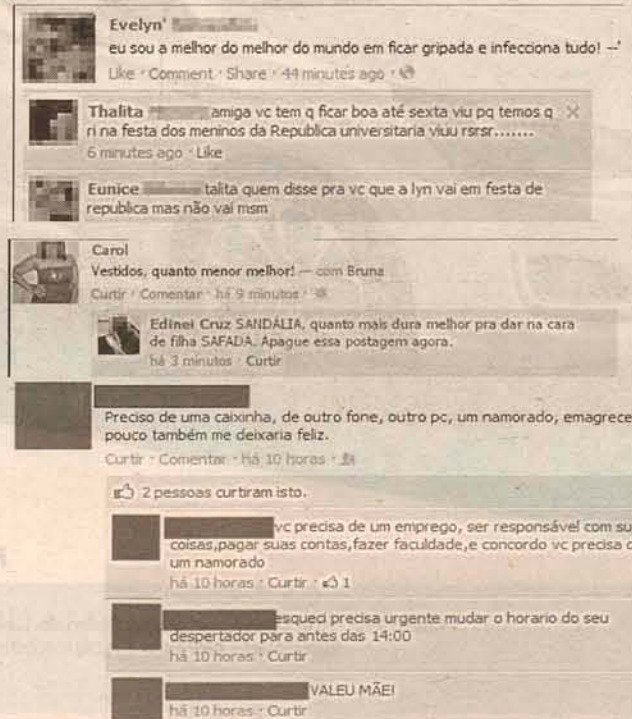 Evelyn'
eu sou a melhor do melhor do mundo em ficar gripada e infecciona tudo! --'
Like · Comment · Share · 44 minutes ago ·
Thalita amiga vc tem q ficar boa até sexta viu pq temos q
ri na festa dos meninos da Republica universitaria viuu rsrsr.......
6 minutes ago · Like
Eunice talita quem disse pra vc que a lyn vai em festa de
republica mas não vai msm
Carol
Vestidos, quanto menor melhor! — com Bruna
Curtir · Comentar · há 9 minutos ·
Edinei Cruz SANDÁLIA, quanto mais dura melhor pra dar na cara
de filha SAFADA. Apague essa postagem agora.
há 3 minutos · Curtir
Preciso de uma caixinha, de outro fone, outro pc, um namorado, emagrece
pouco também me deixaria feliz.
Curtir · Comentar · há 10 horas ·
2 pessoas curtiram isto.
vc precisa de um emprego, ser responsável com su
coisas,pagar suas contas,fazer faculdade,e concordo vc precisa d
um namorado
há 10 horas · Curtir · 1
esqueci precisa urgente mudar o horario do seu
despertador para antes das 14:00
há 10 horas · Curtir
VALEU MÃE!
há 10 horas · Curtir